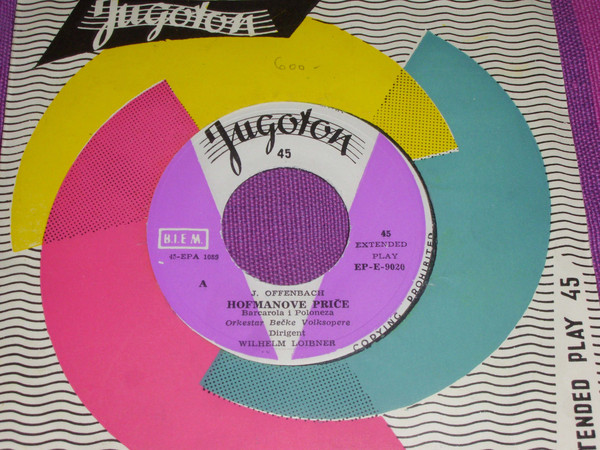 Jugoton
600.-
Jugoton
45
B.I.E.M.
45-EPA 1089
A
45
EXTENDED
PLAY
EP-E-9020
J. OFFENBACH
HOFMANOVE PRIČE
Barcarola i Poloneza
Orkestar Bečke Volksopere
Dirigent
WILHELM LOIBNER
COPYING PROHIBITED
TENDED PLAY 45